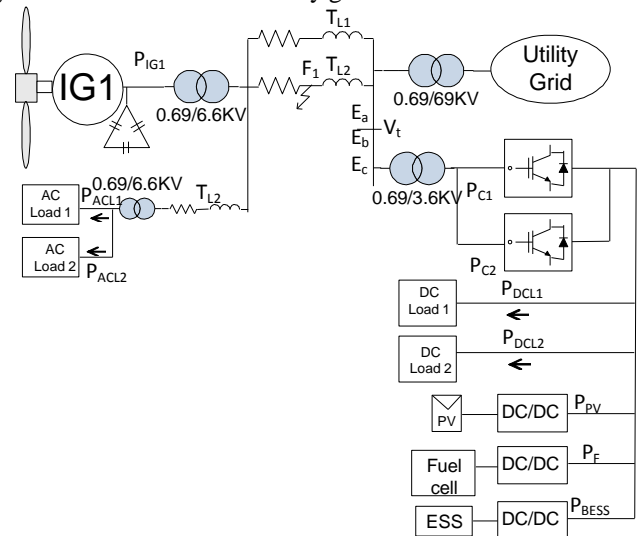 T_L1
P_IG1
IG1
F_1 T_L2
Utility
Grid
0.69/6.6KV
0.69/69KV
E_a
V_t
E_b
E_c
0.69/6.6KV
0.69/3.6KV
P_C1
AC
Load 1
P_ACL1
T_L2
AC
Load 2
P_ACL2
P_C2
DC
Load 1
P_DCL1
DC
Load 2
P_DCL2
PV
DC/DC
P_PV
Fuel
cell
DC/DC
P_F
ESS
DC/DC
P_BESS